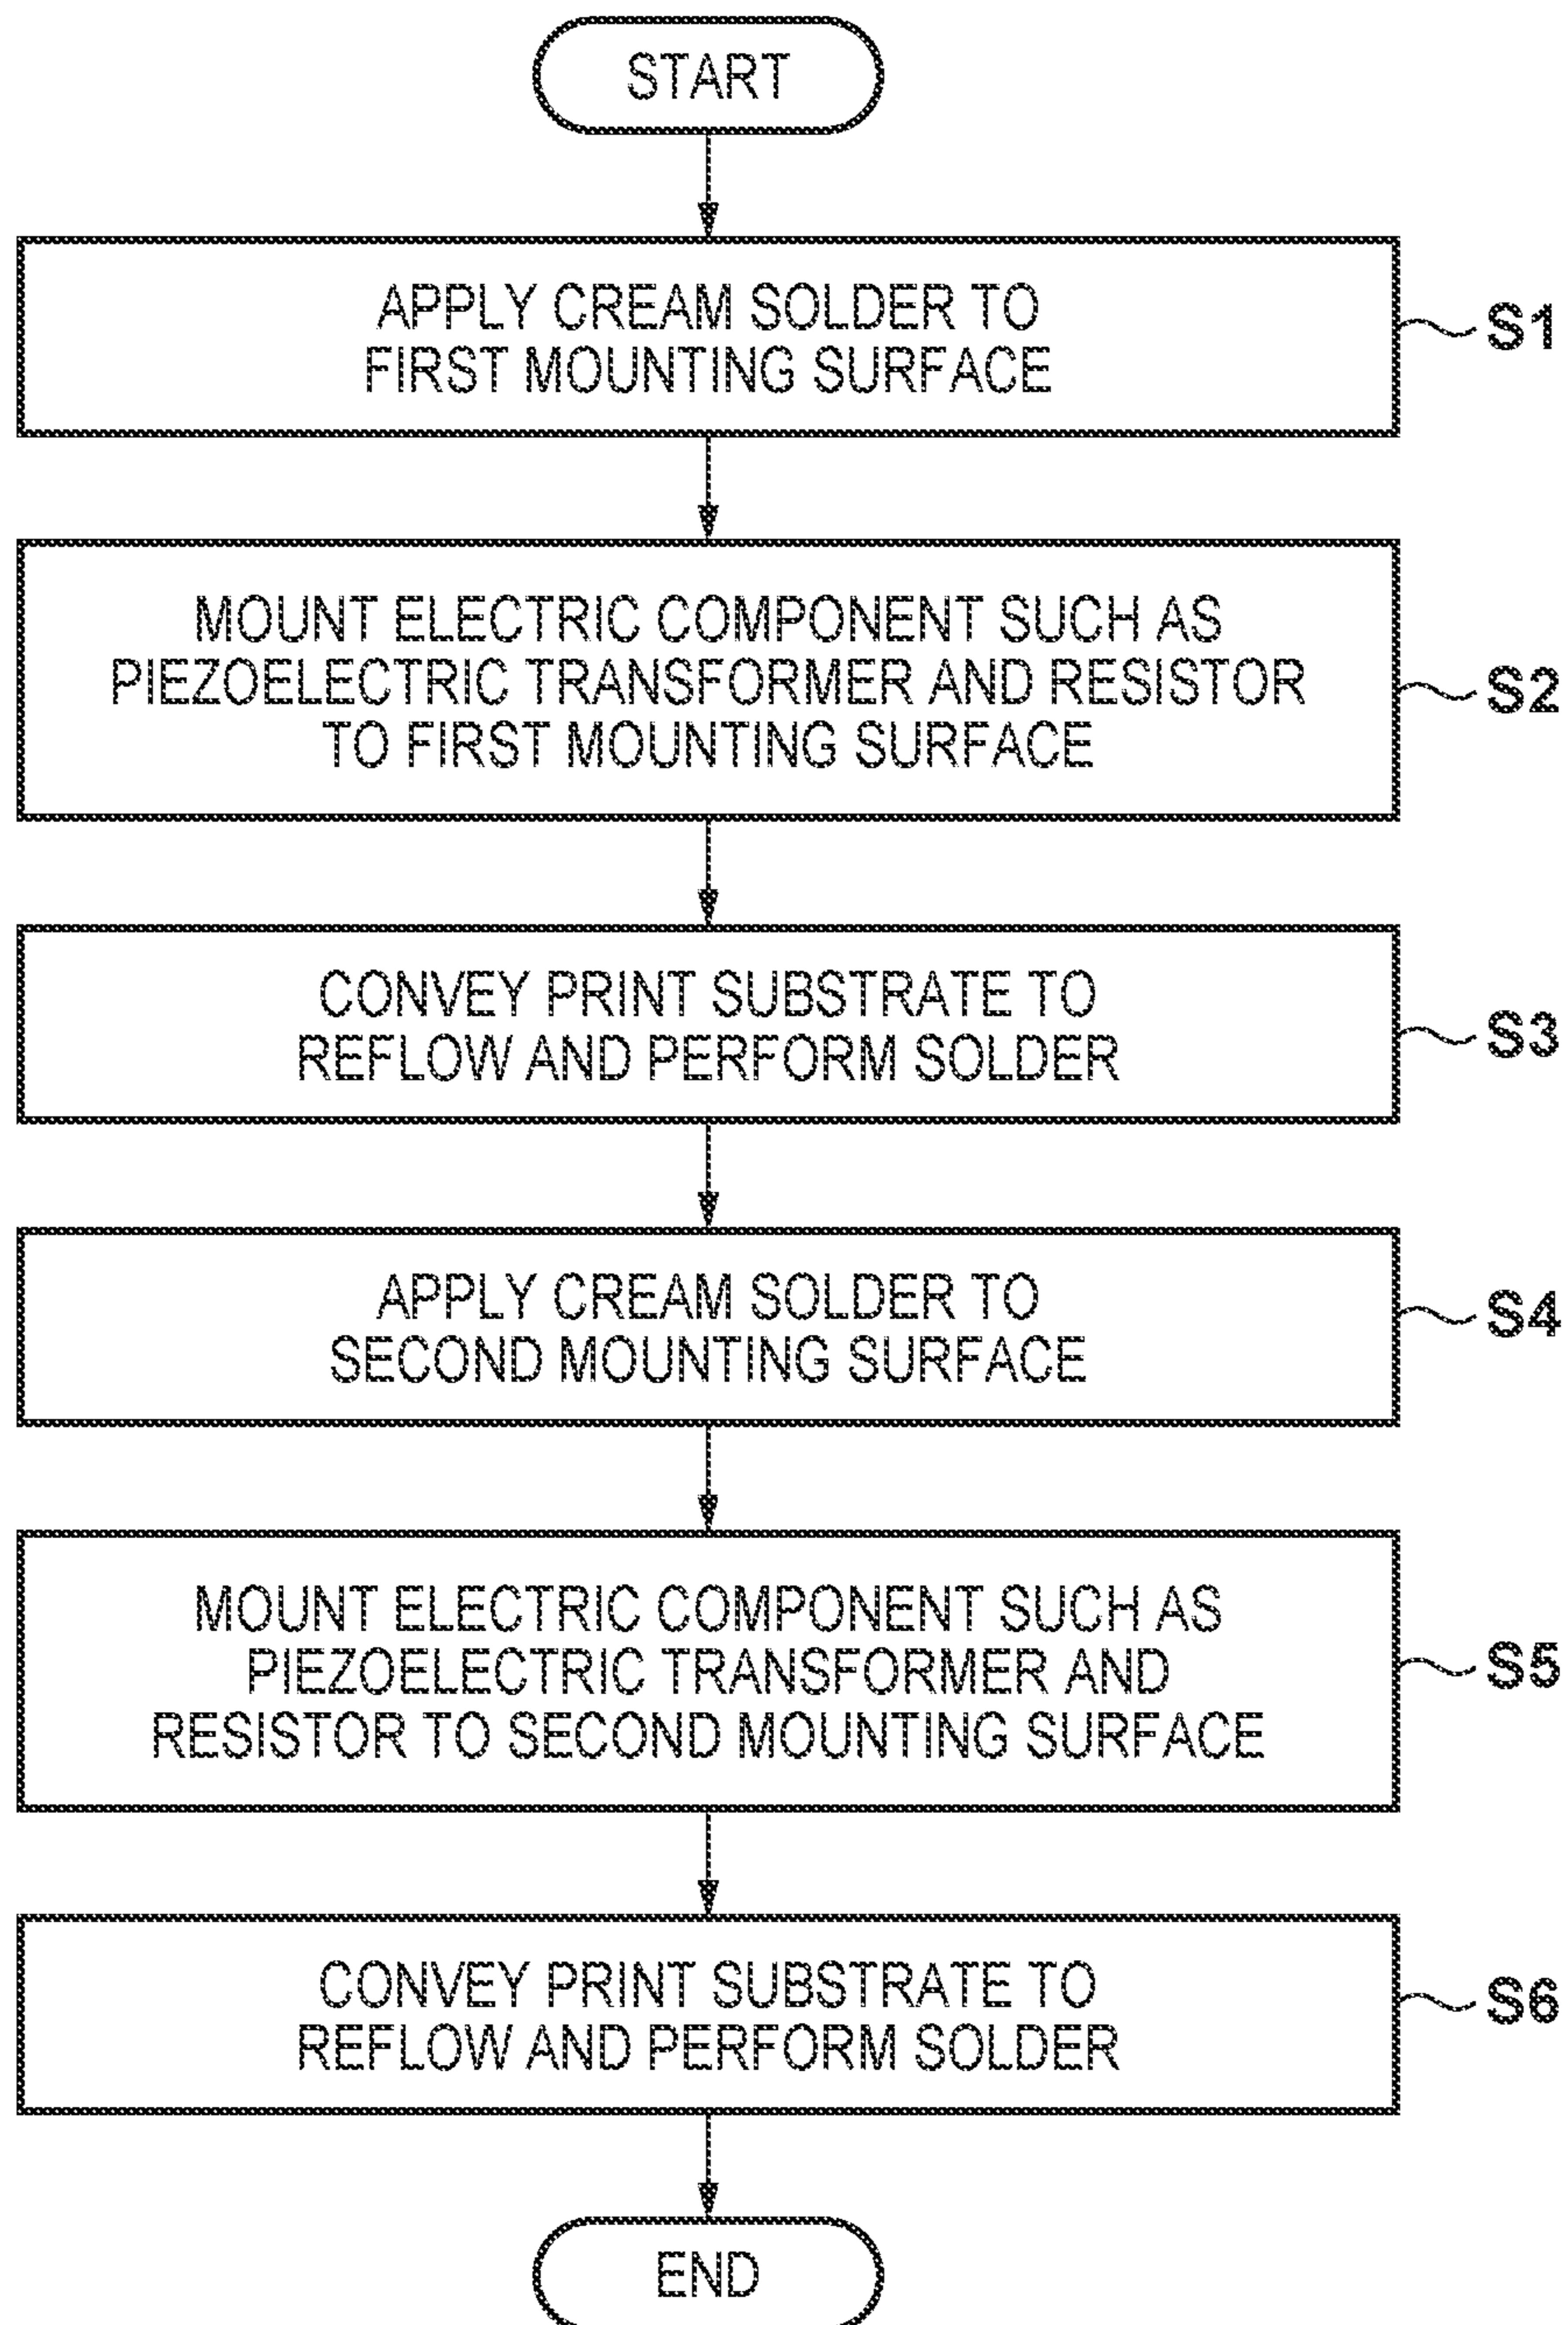 START
APPLY CREAM SOLDER TO
FIRST MOUNTING SURFACE
S1
MOUNT ELECTRIC COMPONENT SUCH AS
PIEZOELECTRIC TRANSFORMER AND RESISTOR
TO FIRST MOUNTING SURFACE
S2
CONVEY PRINT SUBSTRATE TO
REFLOW AND PERFORM SOLDER
S3
APPLY CREAM SOLDER TO
SECOND MOUNTING SURFACE
S4
MOUNT ELECTRIC COMPONENT SUCH AS
PIEZOELECTRIC TRANSFORMER AND
RESISTOR TO SECOND MOUNTING SURFACE
S5
CONVEY PRINT SUBSTRATE TO
REFLOW AND PERFORM SOLDER
S6
END